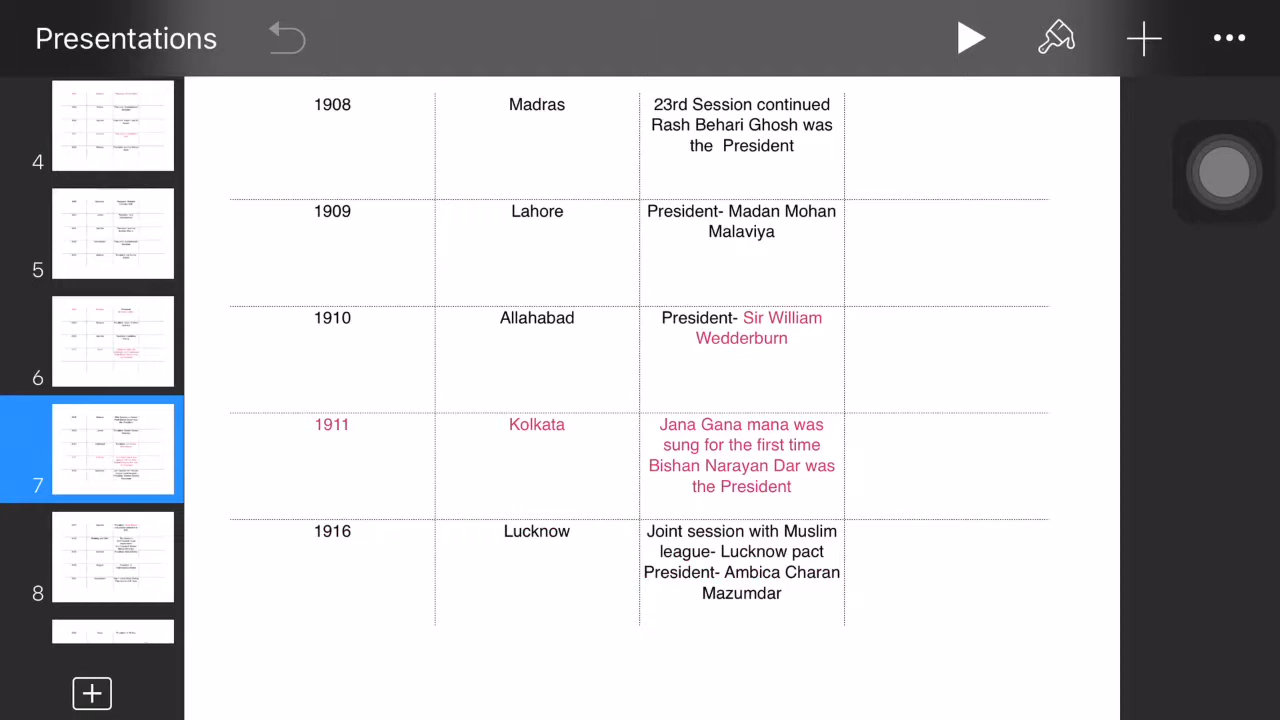 Presentations
1908
Madras
23rd Session continued
Rash Behari Ghosh was
the President
1909
Lahore
President- Madan Mohan
Malaviya
1910
Allahabad
President- Sir William
Wedderburn
1911
Kolkata
Jana Gana mana was
sung for the first time
Bishan Narayan Dar was
the President
1916
Lucknow
Joint session with Muslim
league- Lucknow pact
President- Ambica Charan
Mazumdar
4
5
6
7
8